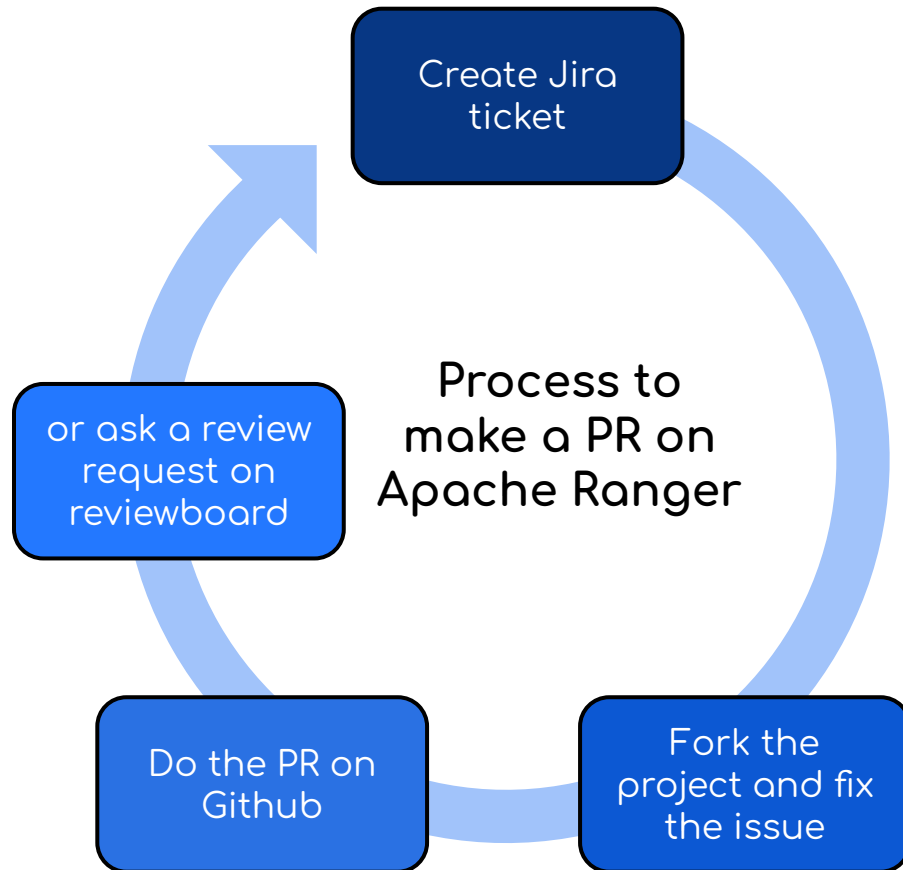 Create Jira
ticket
Process to
make a PR on
Apache Ranger
or ask a review
request on
reviewboard
Do the PR on
Github
Fork the
project and fix
the issue